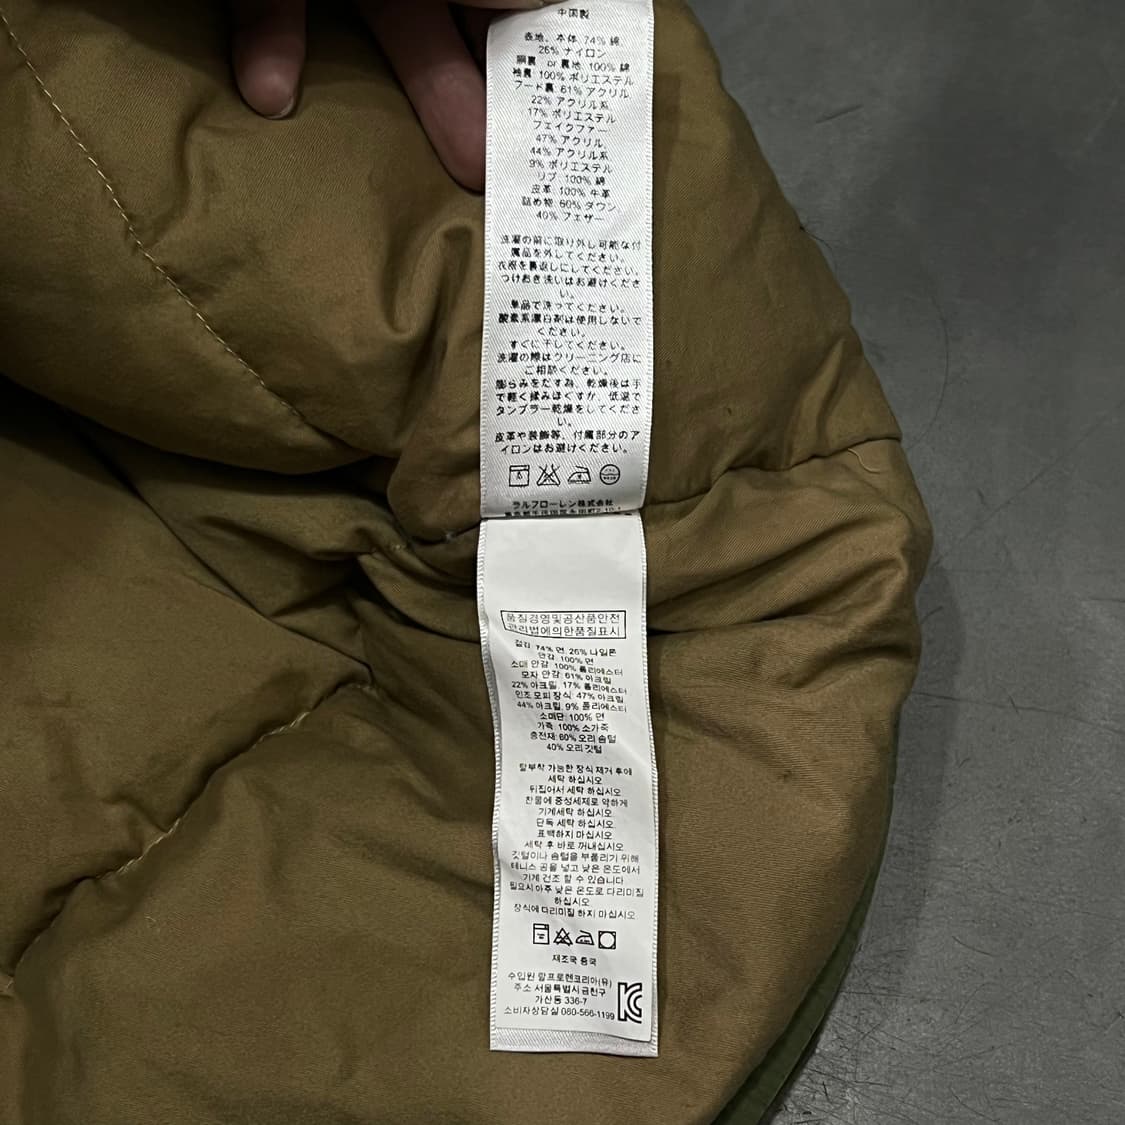 中国製
表地、本体 74% 綿,
26% ナイロン
胴裏 or 裏地: 100% 綿
袖裏: 100% ポリエステル
フード裏: 61% アクリル,
22% アクリル系
17% ポリエステル
フェイクファー
47% アクリル,
44% アクリル系
9% ポリエステル
リブ: 100% 綿
皮革: 100% 牛革
詰め物: 60% ダウン,
40% フェザー
洗濯の前に取り外し可能な付
属品を外してください。
衣服を裏返しにしてください。
つけおき洗いはお避けくださ
い。
単品で洗ってください。
酸素系漂白剤は使用しないで
ください。
すぐに干してください。
洗濯の際はクリーニング店に
ご相談ください。
膨らみをだす為、乾燥後は手
で軽く揉みほぐすか、低温で
タンブラー乾燥をしてくださ
い。
皮革や装飾等、付属部分のア
イロンはお避けください。
ラルフローレン株式会社
품질경영및공산품안전
관리법에의한품질표시
겉감: 74% 면, 26% 나일론
안감: 100% 면
소매 안감: 100% 폴리에스터
모자 안감: 61% 아크릴,
22% 아크릴, 17% 폴리에스터
인조 모피 장식: 47% 아크릴,
44% 아크릴, 9% 폴리에스터
소매단: 100% 면
가죽: 100% 소가죽
충전재: 60% 오리 솜털
40% 오리 깃털
탈부착 가능한 장식 제거 후에
세탁 하십시오
뒤집어서 세탁 하십시오
찬물에 중성세제로 약하게
기계세탁 하십시오
단독 세탁 하십시오
표백하지 마십시오
세탁 후 바로 꺼내십시오
깃털이나 솜털을 부풀리기 위해
테니스 공을 넣고 낮은 온도에서
기계 건조 할 수 있습니다
필요시 아주 낮은 온도로 다리미질
하십시오
장식에 다리미질 하지 마십시오
제조국 중국
수입원 랄프로렌코리아(유)
주소 서울특별시 금천구
가산동 336-7
소비자상담실 080-566-1199